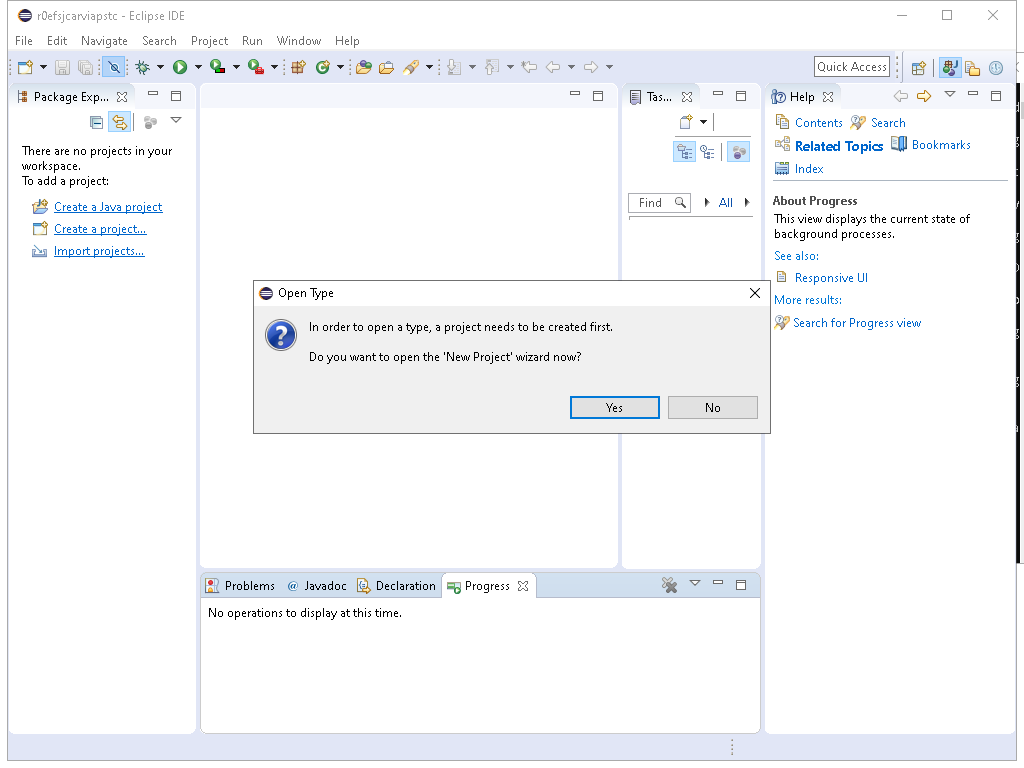 r0efsjcarviapstc - Eclipse IDE
File Edit Navigate Search Project Run Window Help
Quick Access
Package Exp...
There are no projects in your
workspace.
To add a project:
Create a Java project
Create a project...
Import projects...
Tas...
Find
All
Help
Contents Search
Related Topics Bookmarks
Index
About Progress
This view displays the current state of
background processes.
See also:
Responsive UI
More results:
Search for Progress view
Open Type
In order to open a type, a project needs to be created first.
Do you want to open the 'New Project' wizard now?
Yes No
Problems @ Javadoc Declaration Progress
No operations to display at this time.